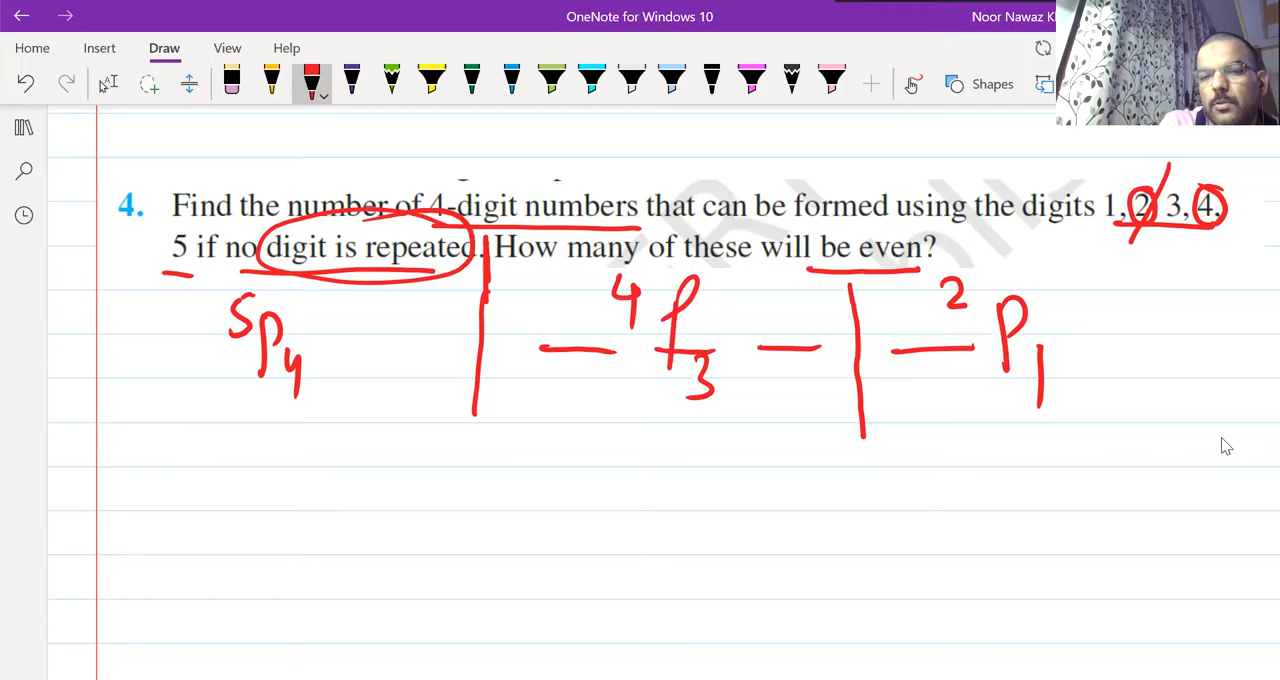 OneNote for Windows 10
Noor Nawaz Kh
Home Insert Draw View Help
Shapes
4. Find the number of 4-digit numbers that can be formed using the digits 1, 2, 3, 4,
5 if no digit is repeated. How many of these will be even?
5P4 4P3 2P1